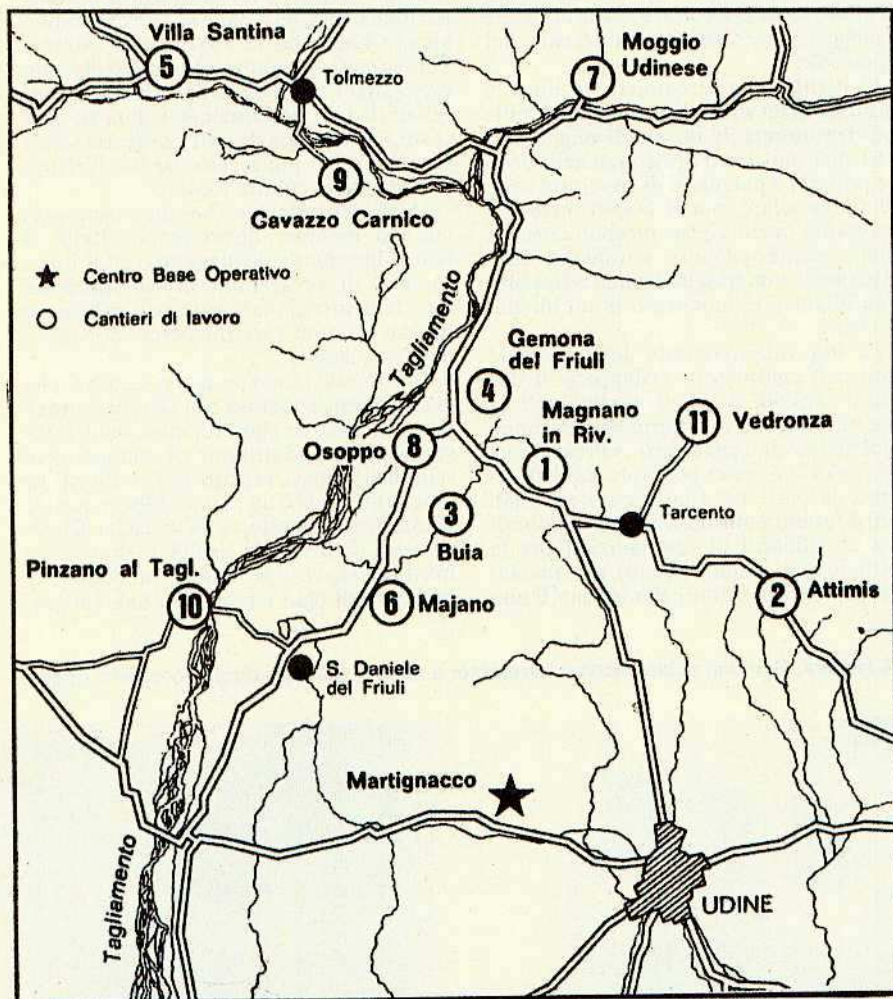 Villa Santina
5
Tolmezzo
Moggio
Udinese
7
9
Gavazzo Carnico
★ Centro Base Operativo
○ Cantieri di lavoro
Tagliamento
Gemona
del Friuli
4
Magnano
in Riv.
1
11
Vedronza
Osoppo
8
Tarcento
3
Buia
Pinzano al Tagl.
10
6
Majano
2
Attimis
S. Daniele
del Friuli
Martignacco
Tagliamento
UDINE